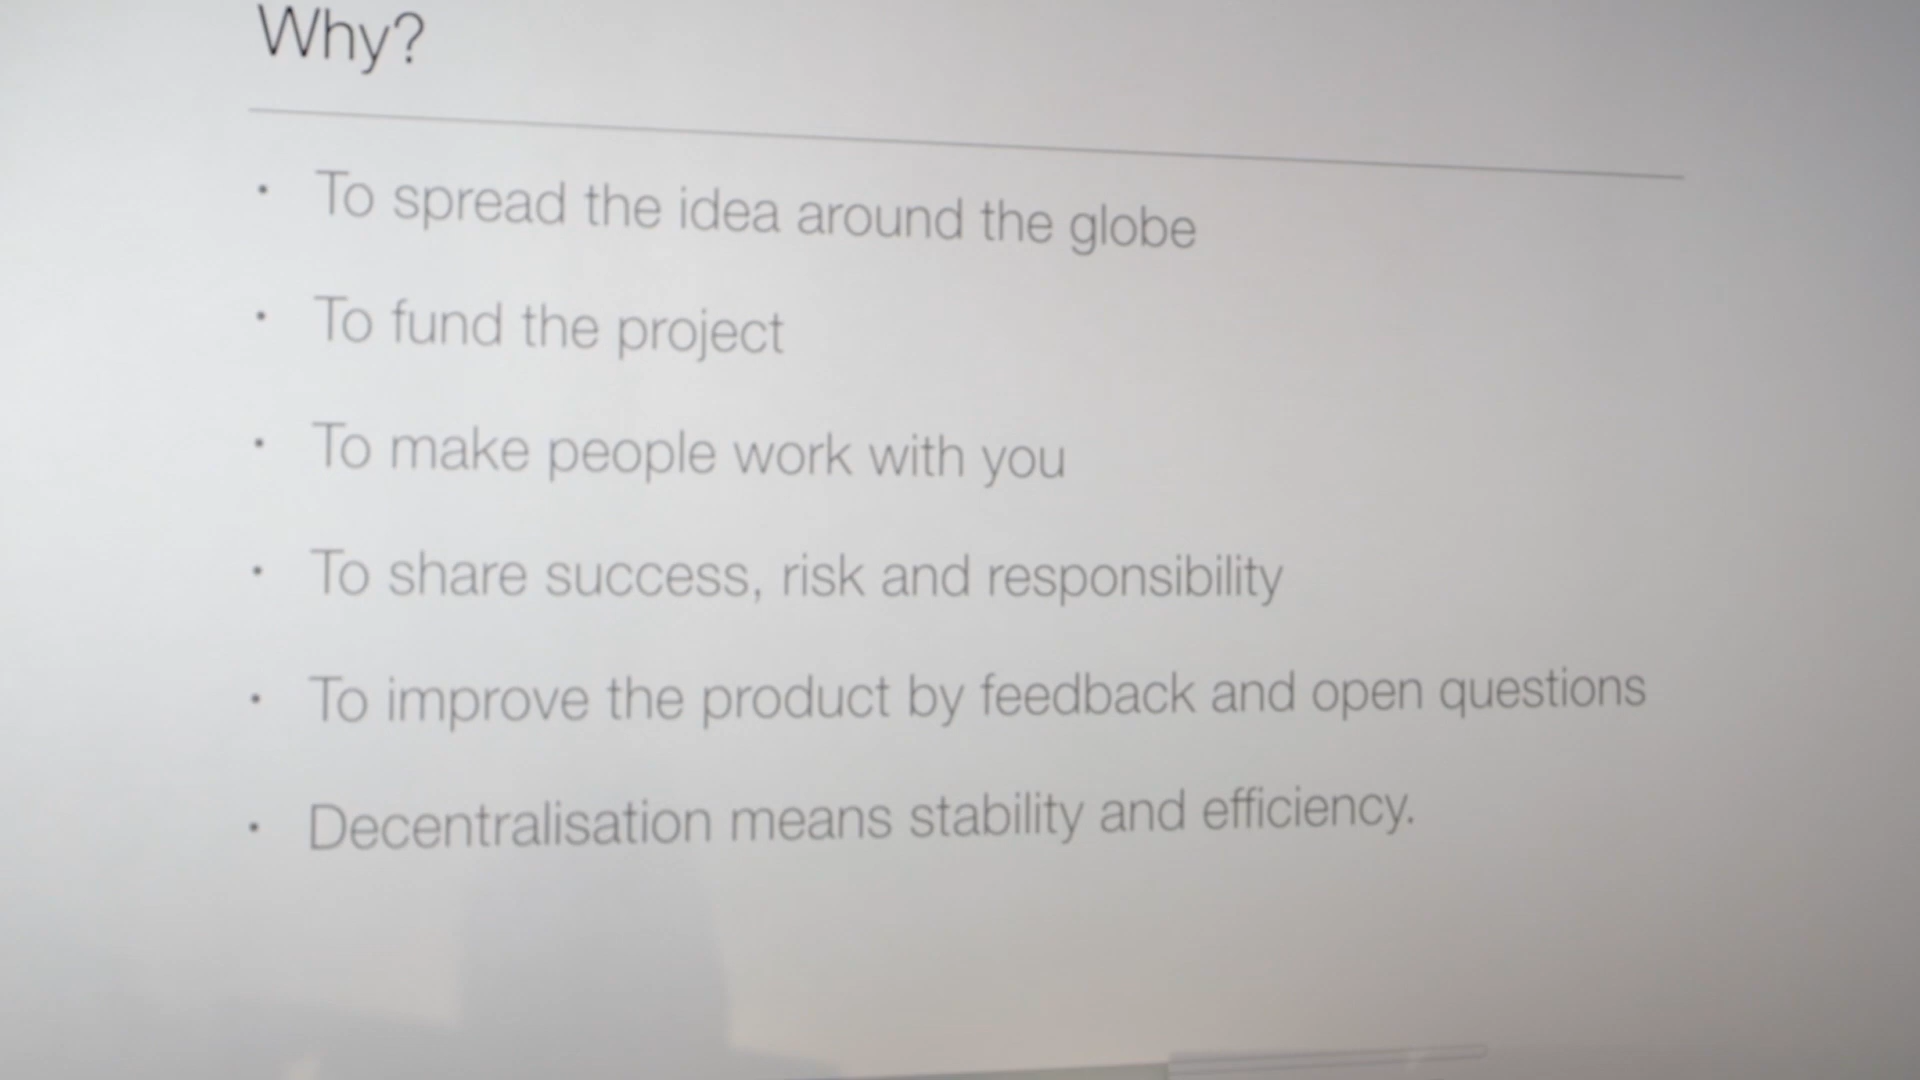 Why?
• To spread the idea around the globe
• To fund the project
• To make people work with you
• To share success, risk and responsibility
• To improve the product by feedback and open questions
• Decentralisation means stability and efficiency.